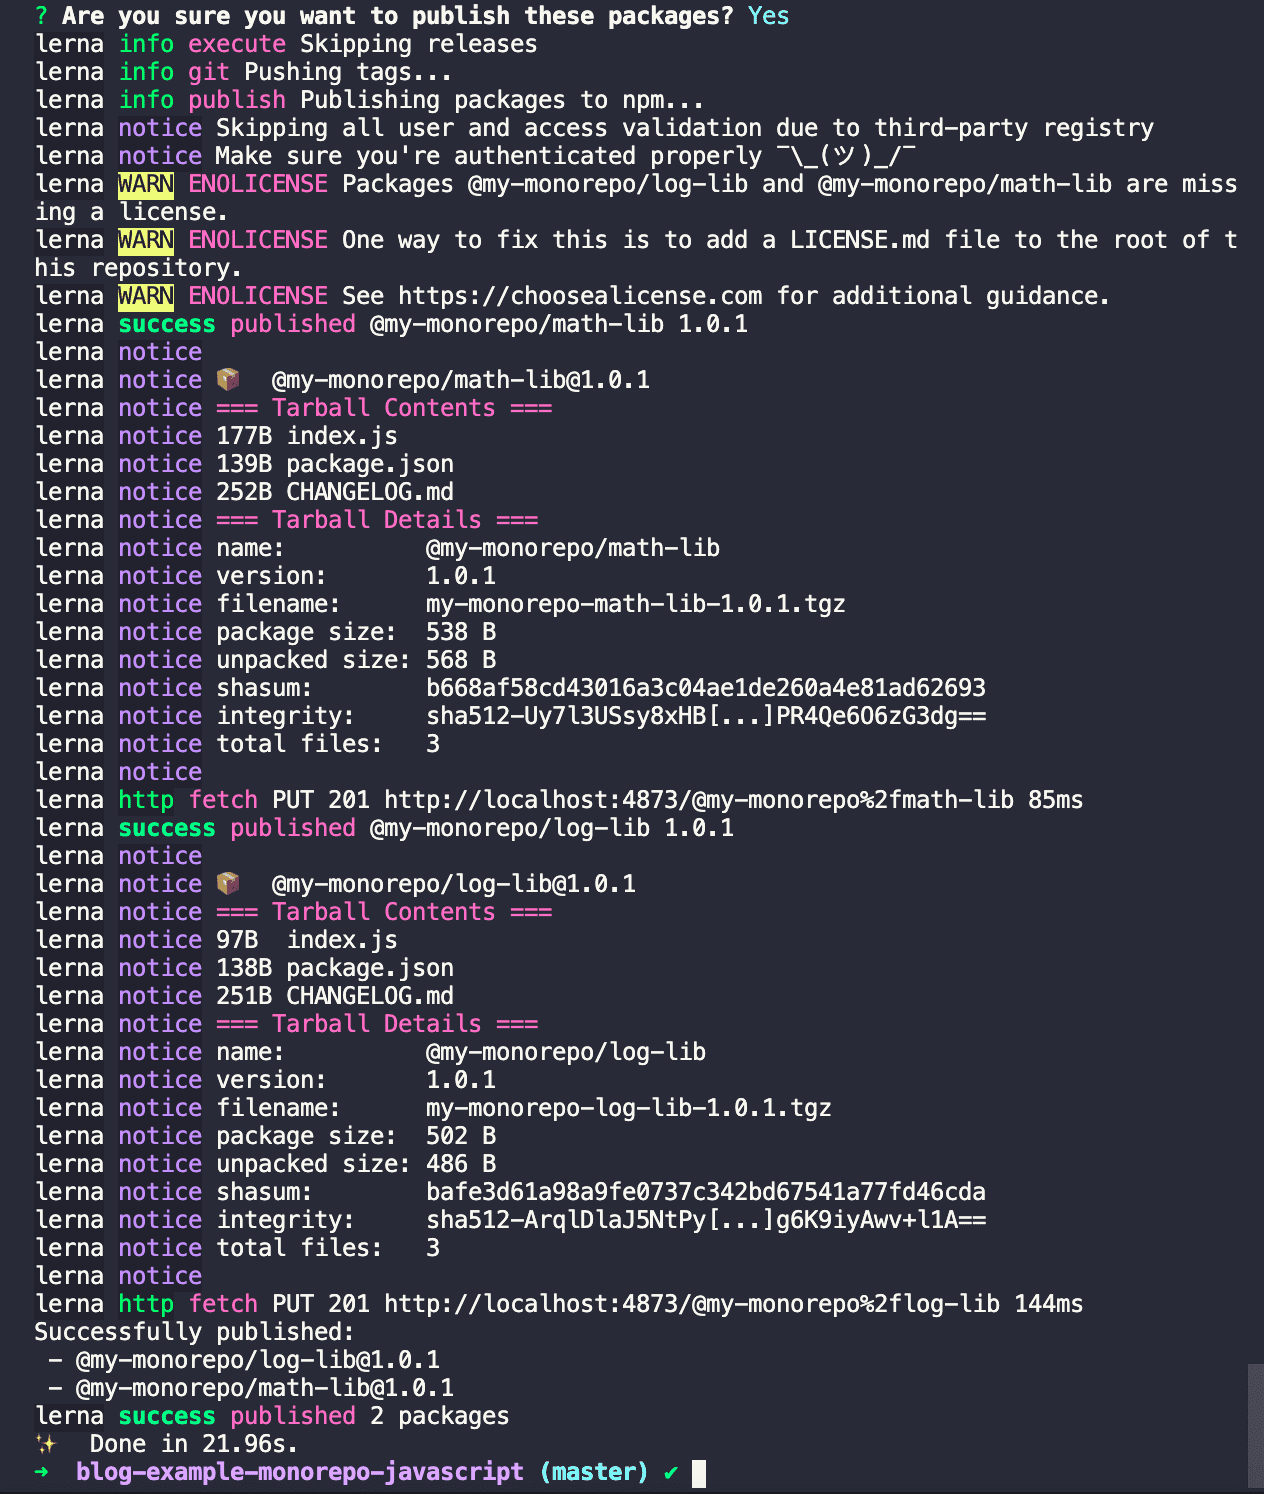 ? Are you sure you want to publish these packages? Yes
lerna info execute Skipping releases
lerna info git Pushing tags...
lerna info publish Publishing packages to npm...
lerna notice Skipping all user and access validation due to third-party registry
lerna notice Make sure you're authenticated properly ¯\_(ツ)_/¯
lerna WARN ENOLICENSE Packages @my-monorepo/log-lib and @my-monorepo/math-lib are miss
ing a license.
lerna WARN ENOLICENSE One way to fix this is to add a LICENSE.md file to the root of t
his repository.
lerna WARN ENOLICENSE See https://choosealicense.com for additional guidance.
lerna success published @my-monorepo/math-lib 1.0.1
lerna notice
lerna notice 📦  @my-monorepo/math-lib@1.0.1
lerna notice === Tarball Contents ===
lerna notice 177B index.js
lerna notice 139B package.json
lerna notice 252B CHANGELOG.md
lerna notice === Tarball Details ===
lerna notice name:          @my-monorepo/math-lib
lerna notice version:       1.0.1
lerna notice filename:      my-monorepo-math-lib-1.0.1.tgz
lerna notice package size:  538 B
lerna notice unpacked size: 568 B
lerna notice shasum:        b668af58cd43016a3c04ae1de260a4e81ad62693
lerna notice integrity:     sha512-Uy7l3USsy8xHB[...]PR4Qe6O6zG3dg==
lerna notice total files:   3
lerna notice
lerna http fetch PUT 201 http://localhost:4873/@my-monorepo%2fmath-lib 85ms
lerna success published @my-monorepo/log-lib 1.0.1
lerna notice
lerna notice 📦  @my-monorepo/log-lib@1.0.1
lerna notice === Tarball Contents ===
lerna notice 97B  index.js
lerna notice 138B package.json
lerna notice 251B CHANGELOG.md
lerna notice === Tarball Details ===
lerna notice name:          @my-monorepo/log-lib
lerna notice version:       1.0.1
lerna notice filename:      my-monorepo-log-lib-1.0.1.tgz
lerna notice package size:  502 B
lerna notice unpacked size: 486 B
lerna notice shasum:        bafe3d61a98a9fe0737c342bd67541a77fd46cda
lerna notice integrity:     sha512-ArqlDlaJ5NtPy[...]g6K9iyAwv+l1A==
lerna notice total files:   3
lerna notice
lerna http fetch PUT 201 http://localhost:4873/@my-monorepo%2flog-lib 144ms
Successfully published:
 - @my-monorepo/log-lib@1.0.1
 - @my-monorepo/math-lib@1.0.1
lerna success published 2 packages
✨  Done in 21.96s.
➜  blog-example-monorepo-javascript (master) ✔